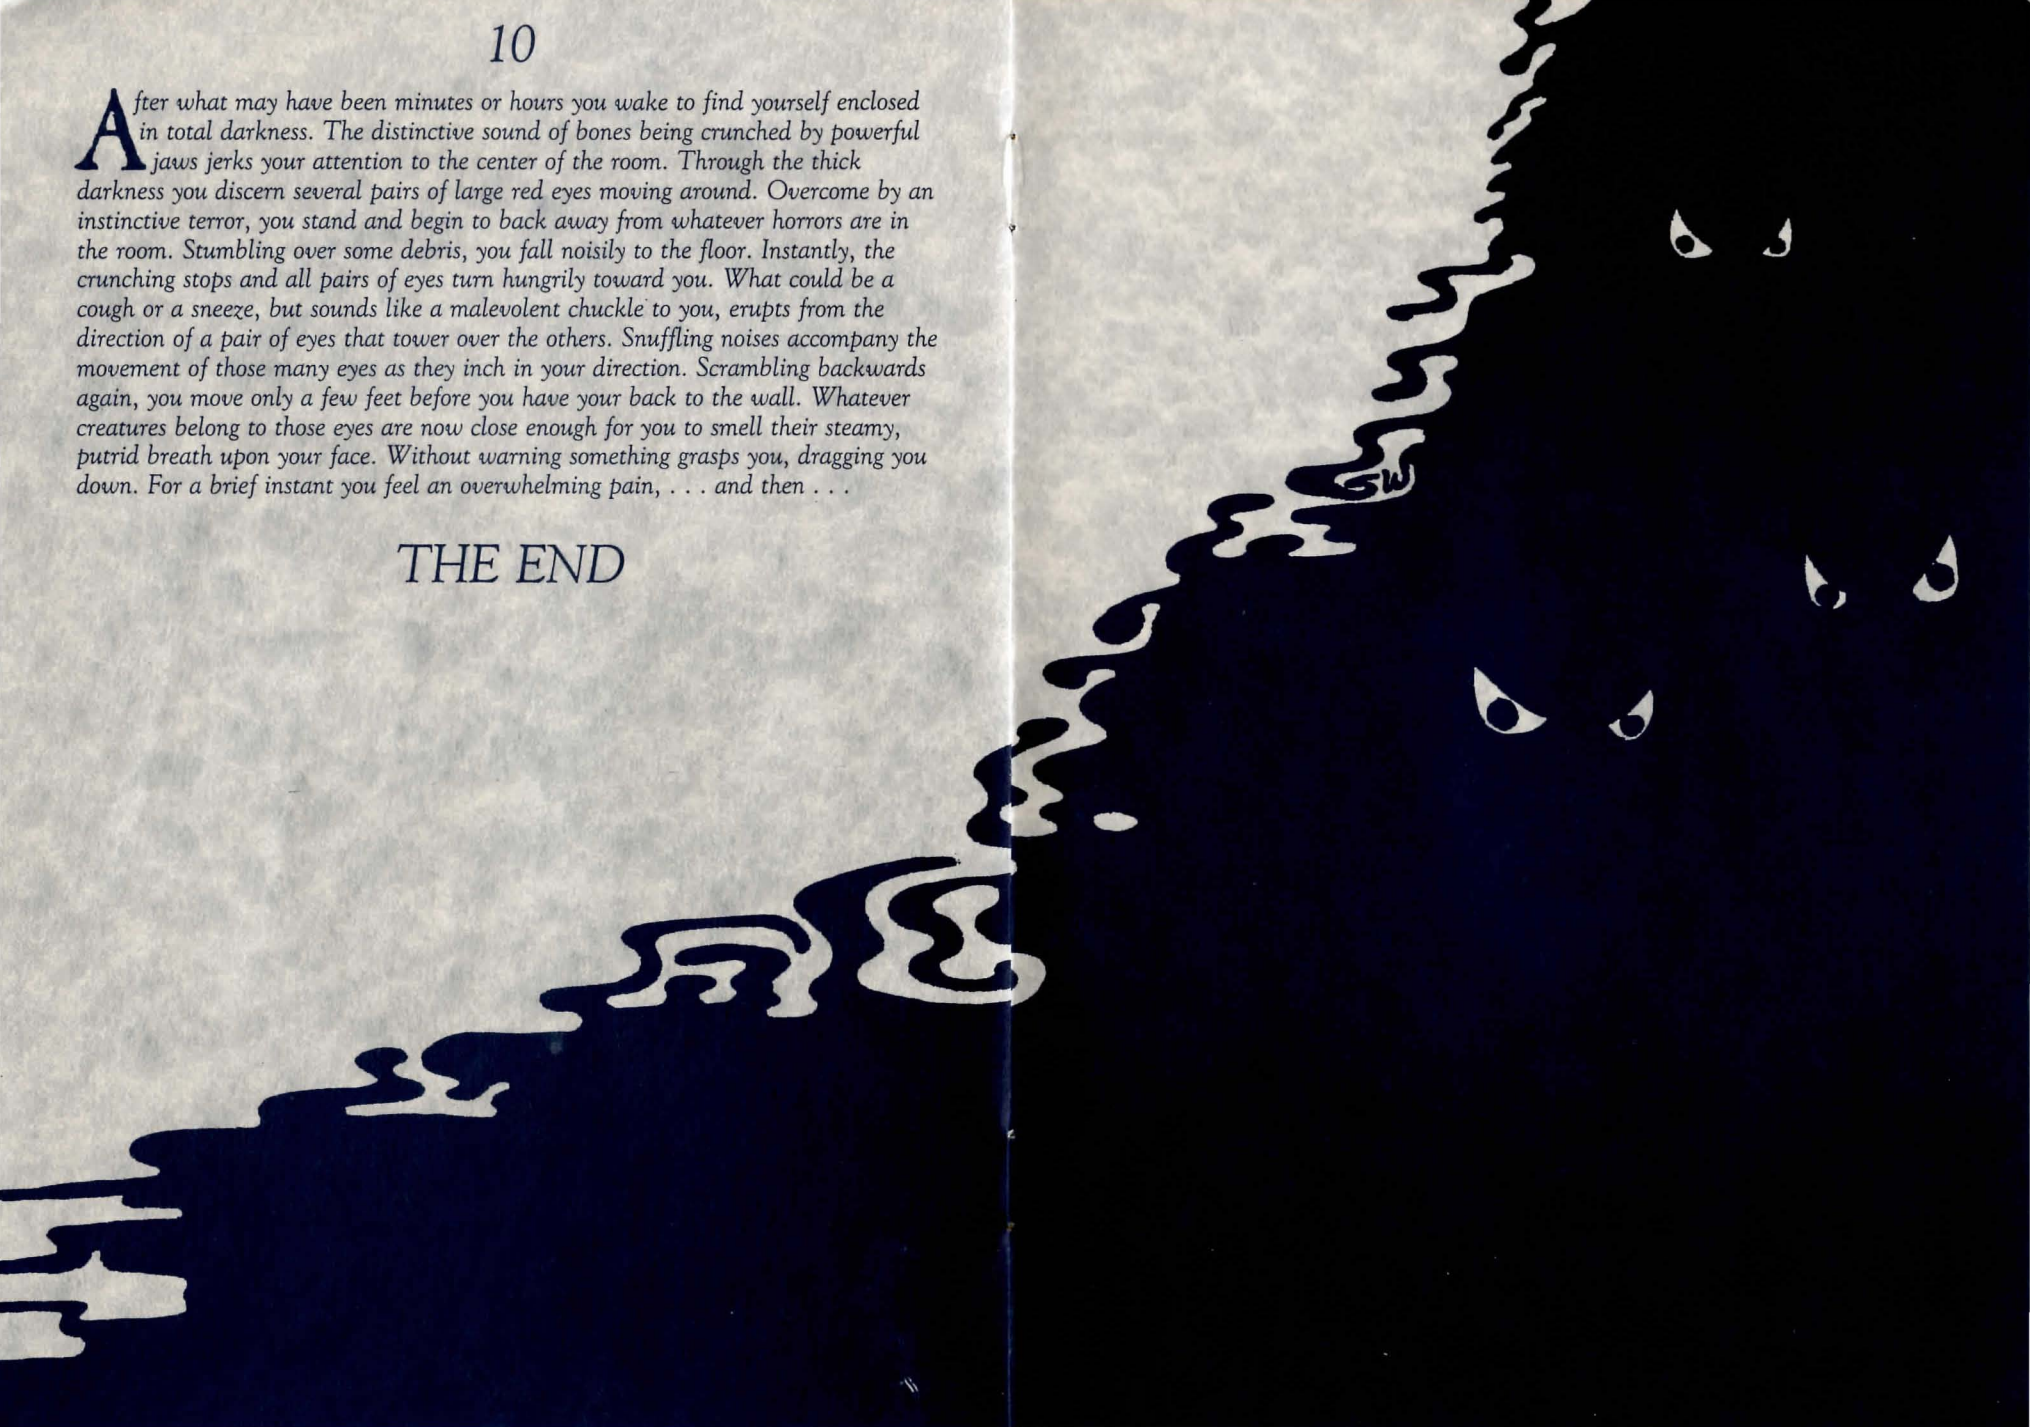 10
After what may have been minutes or hours you wake to find yourself enclosed
in total darkness. The distinctive sound of bones being crunched by powerful
jaws jerks your attention to the center of the room. Through the thick
darkness you discern several pairs of large red eyes moving around. Overcome by an
instinctive terror, you stand and begin to back away from whatever horrors are in
the room. Stumbling over some debris, you fall noisily to the floor. Instantly, the
crunching stops and all pairs of eyes turn hungrily toward you. What could be a
cough or a sneeze, but sounds like a malevolent chuckle to you, erupts from the
direction of a pair of eyes that tower over the others. Snuffling noises accompany the
movement of those many eyes as they inch in your direction. Scrambling backwards
again, you move only a few feet before you have your back to the wall. Whatever
creatures belong to those eyes are now close enough for you to smell their steamy,
putrid breath upon your face. Without warning something grasps you, dragging you
down. For a brief instant you feel an overwhelming pain, . . . and then . . .
THE END
GW